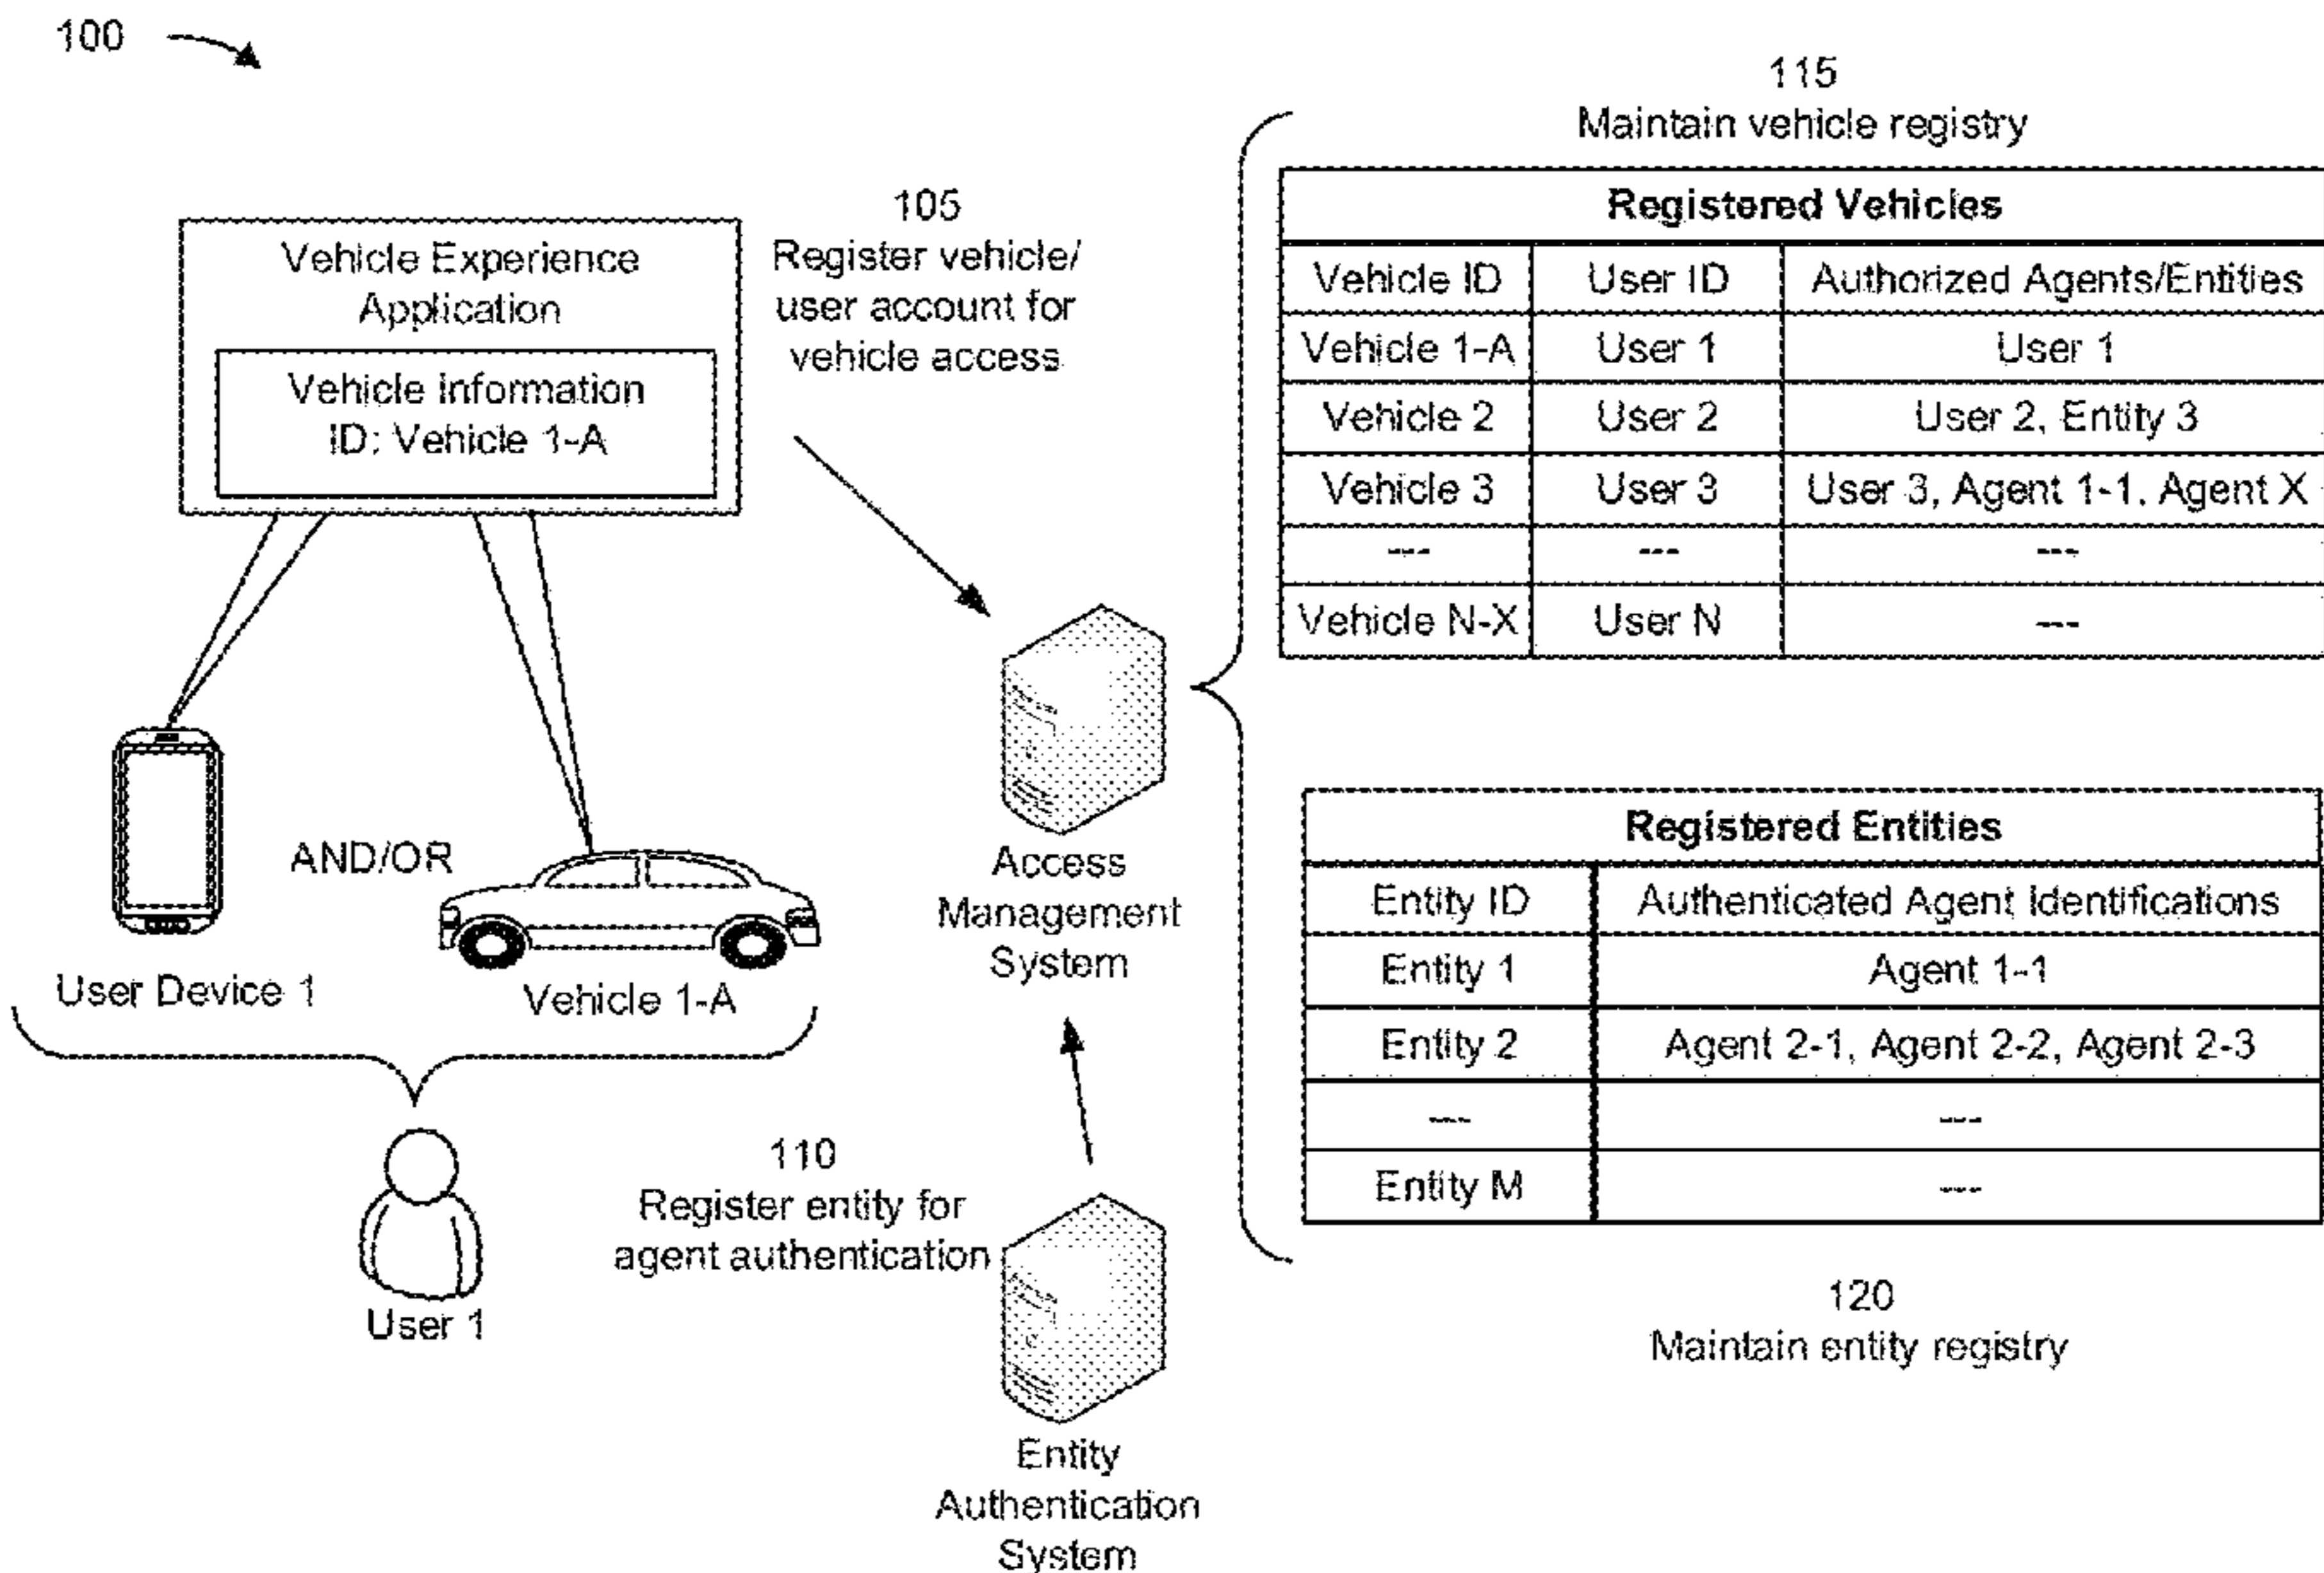 100
Vehicle Experience
Application
Vehicle Information
ID: Vehicle 1-A
105
Register vehicle/
user account for
vehicle access
User Device 1
AND/OR
Vehicle 1-A
User 1
Access
Management
System
110
Register entity for
agent authentication
Entity
Authentication
System
115
Maintain vehicle registry
Registered Vehicles
Vehicle ID User ID Authorized Agents/Entities
Vehicle 1-A User 1 User 1
Vehicle 2 User 2 User 2, Entity 3
Vehicle 3 User 3 User 3, Agent 1-1, Agent X
--- --- ---
Vehicle N-X User N ---
Registered Entities
Entity ID Authenticated Agent Identifications
Entity 1 Agent 1-1
Entity 2 Agent 2-1, Agent 2-2, Agent 2-3
--- ---
Entity M ---
120
Maintain entity registry